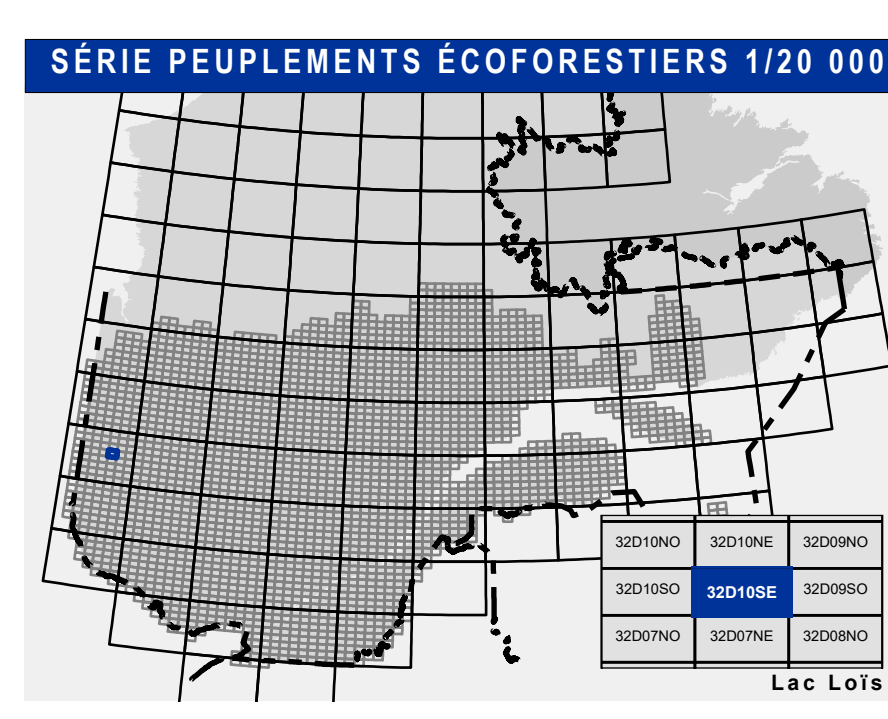 SÉRIE PEUPLEMENTS ÉCOFORESTIERS 1/20 000
32D10NO 32D10NE 32D09NO
32D10SO 32D10SE 32D09SO
32D07NO 32D07NE 32D08NO
Lac Loïs